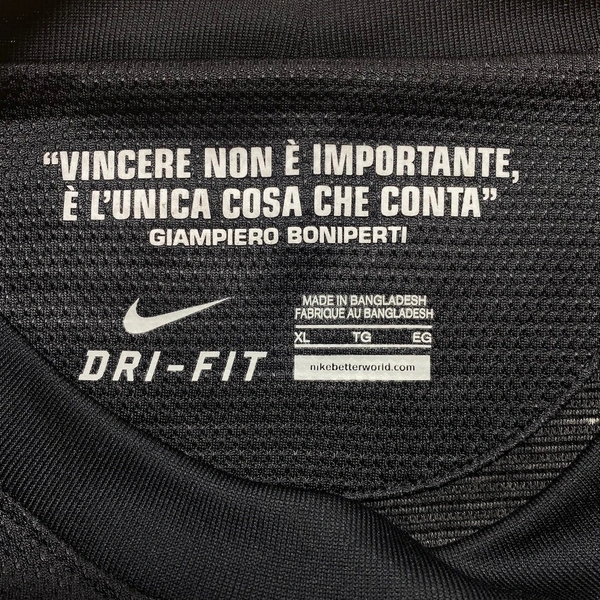 “VINCERE NON È IMPORTANTE,
È L’UNICA COSA CHE CONTA”
GIAMPIERO BONIPERTI
DRI-FIT
MADE IN BANGLADESH
FABRIQUE AU BANGLADESH
XL TG EG
nikebetterworld.com